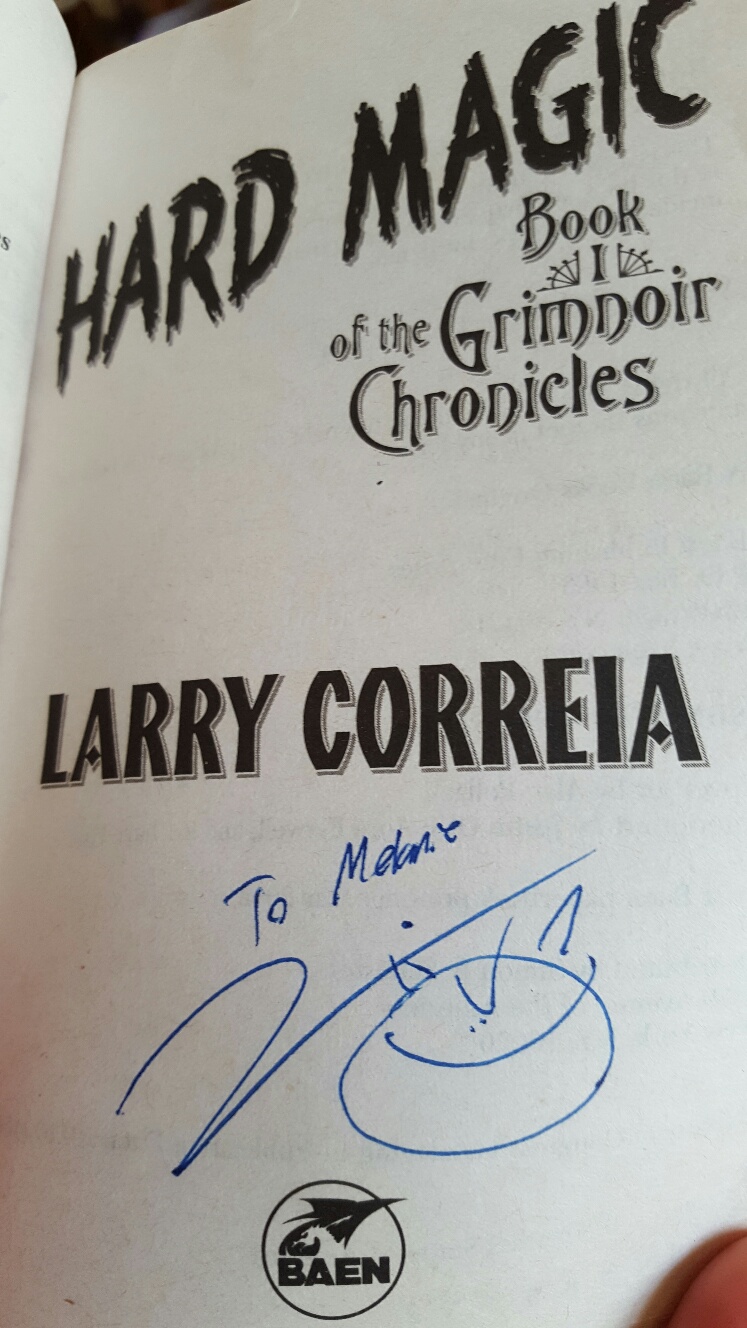 HARD MAGIC
Book
I
of the Grimnoir
Chronicles
LARRY CORREIA
To Melanie
BAEN